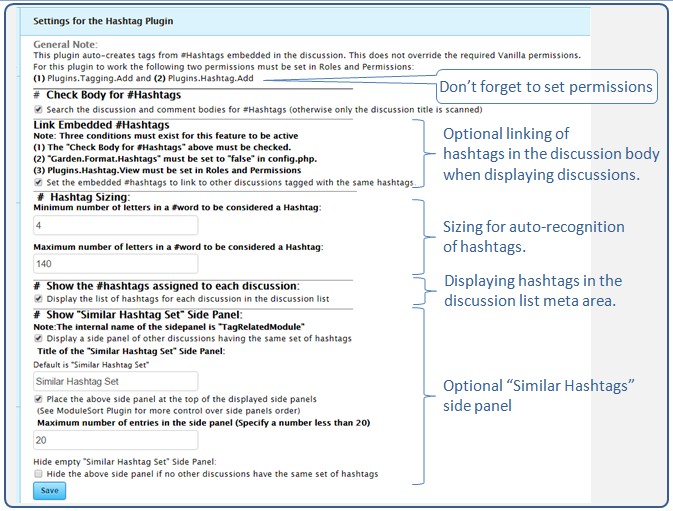 Settings for the Hashtag Plugin
General Note:
This plugin auto-creates tags from #Hashtags embedded in the discussion. This does not override the required Vanilla permissions.
For this plugin to work the following two permissions must be set in Roles and Permissions:
(1) Plugins.Tagging.Add and (2) Plugins.Hashtag.Add
Don't forget to set permissions
# Check Body for #Hashtags
Search the discussion and comment bodies for #Hashtags (otherwise only the discussion title is scanned)
Link Embedded #Hashtags
Note: Three conditions must exist for this feature to be active
(1) The "Check Body for #Hashtags" above must be checked.
(2) "Garden.Format.Hashtags" must be set to "false" in config.php.
(3) Plugins.Hashtag.View must be set in Roles and Permissions
Set the embedded #hashtags to link to other discussions tagged with the same hashtags
Optional linking of
hashtags in the discussion body
when displaying discussions.
# Hashtag Sizing:
Minimum number of letters in a #word to be considered a Hashtag:
4
Maximum number of letters in a #word to be considered a Hashtag:
140
Sizing for auto-recognition
of hashtags.
# Show the #hashtags assigned to each discussion:
Display the list of hashtags for each discussion in the discussion list
Displaying hashtags in the
discussion list meta area.
# Show "Similar Hashtag Set" Side Panel:
Note:The internal name of the sidepanel is "TagRelatedModule"
Display a side panel of other discussions having the same set of hashtags
Title of the "Similar Hashtag Set" Side Panel:
Default is "Similar Hashtag Set"
Similar Hashtag Set
Place the above side panel at the top of the displayed side panels
(See ModuleSort Plugin for more control over side panels order)
Maximum number of entries in the side panel (Specify a number less than 20)
20
Hide empty "Similar Hashtag Set" Side Panel:
Hide the above side panel if no other discussions have the same set of hashtags
Save
Optional “Similar Hashtags”
side panel